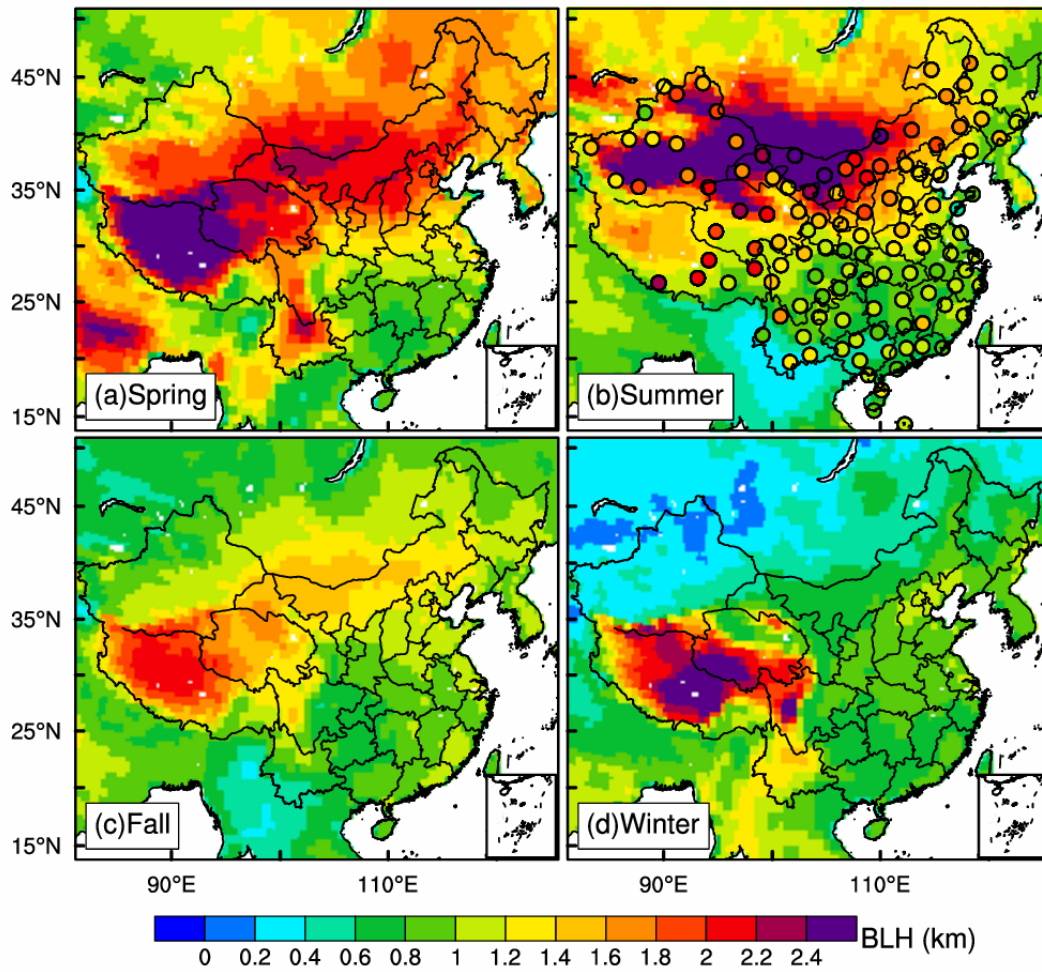 45°N
35°N
25°N
15°N
(a)Spring
(b)Summer
45°N
35°N
25°N
15°N
(c)Fall
(d)Winter
90°E 110°E 90°E 110°E
0 0.2 0.4 0.6 0.8 1 1.2 1.4 1.6 1.8 2 2.2 2.4 BLH (km)